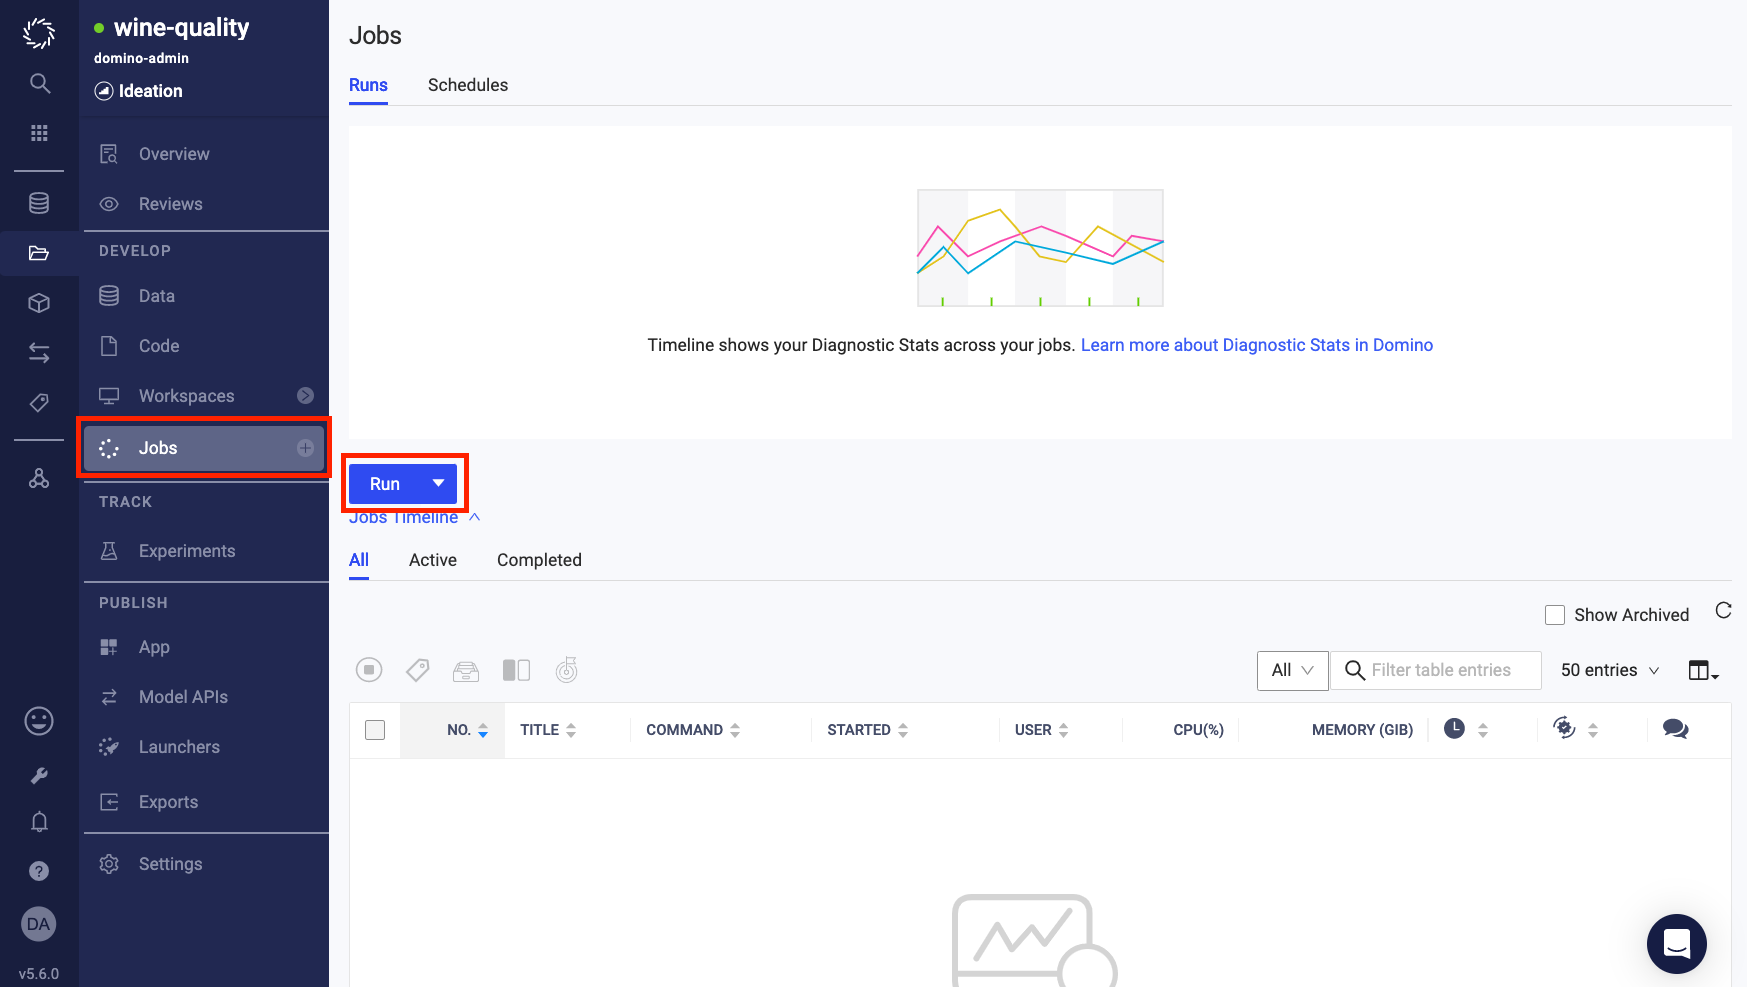 wine-quality
domino-admin
Ideation
Overview
Reviews
DEVELOP
Data
Code
Workspaces
Jobs
TRACK
Experiments
PUBLISH
App
Model APIs
Launchers
Exports
Settings
DA
v5.6.0
Jobs
Runs Schedules
Timeline shows your Diagnostic Stats across your jobs. Learn more about Diagnostic Stats in Domino
Run
Jobs Timeline
All Active Completed
Show Archived
All Filter table entries 50 entries
NO. TITLE COMMAND STARTED USER CPU(%) MEMORY (GIB)